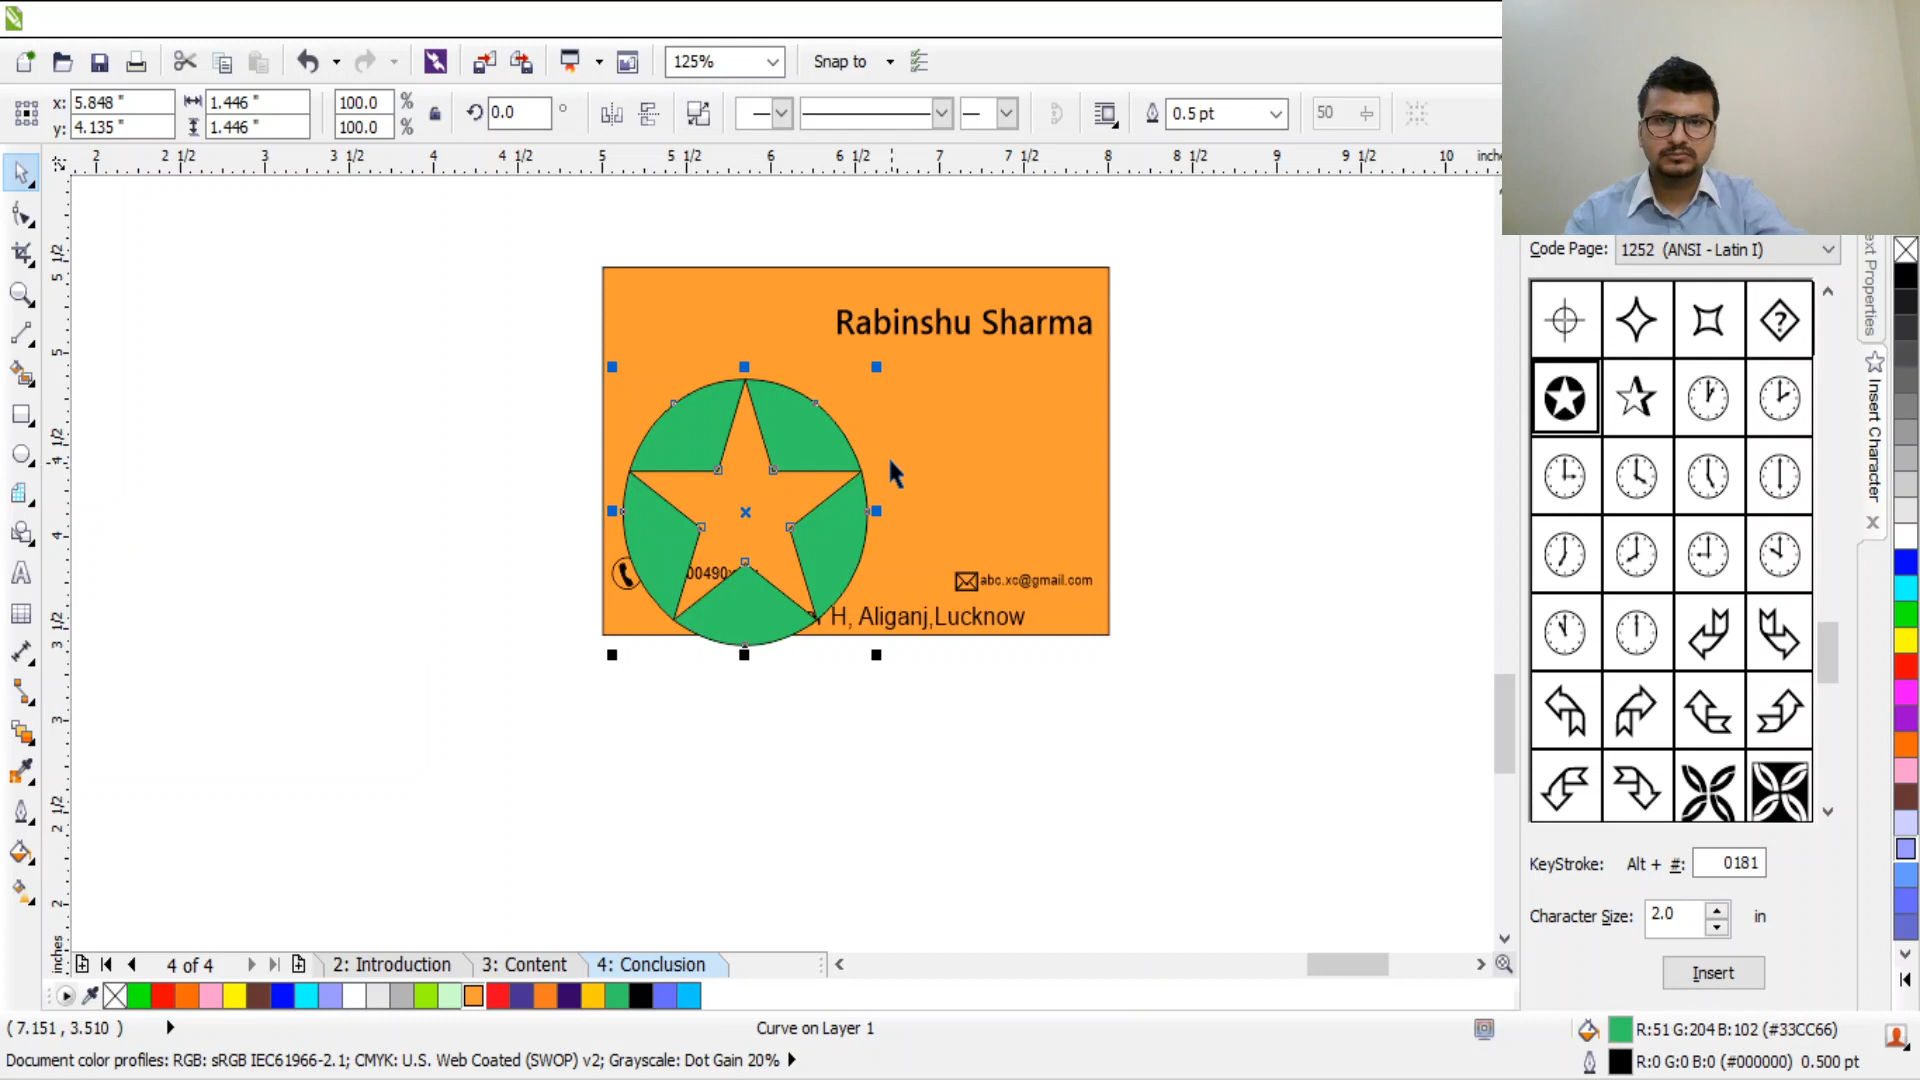 125%
Snap to
x: 5.848 "
1.446 "
100.0 %
0.0 °
0.5 pt
50
y: 4.135 "
1.446 "
100.0 %
2 2 1/2 3 3 1/2 4 4 1/2 5 5 1/2 6 6 1/2 7 7 1/2 8 8 1/2 9 9 1/2 10
Code Page: 1252 (ANSI - Latin I)
ext Properties
Insert Character
Rabinshu Sharma
00490
abc.xc@gmail.com
H, Aliganj,Lucknow
KeyStroke: Alt + #: 0181
Character Size: 2.0 in
Insert
inches
4 of 4
2: Introduction
3: Content
4: Conclusion
( 7.151 , 3.510 )
Curve on Layer 1
R:51 G:204 B:102 (#33CC66)
Document color profiles: RGB: sRGB IEC61966-2.1; CMYK: U.S. Web Coated (SWOP) v2; Grayscale: Dot Gain 20%
R:0 G:0 B:0 (#000000) 0.500 pt